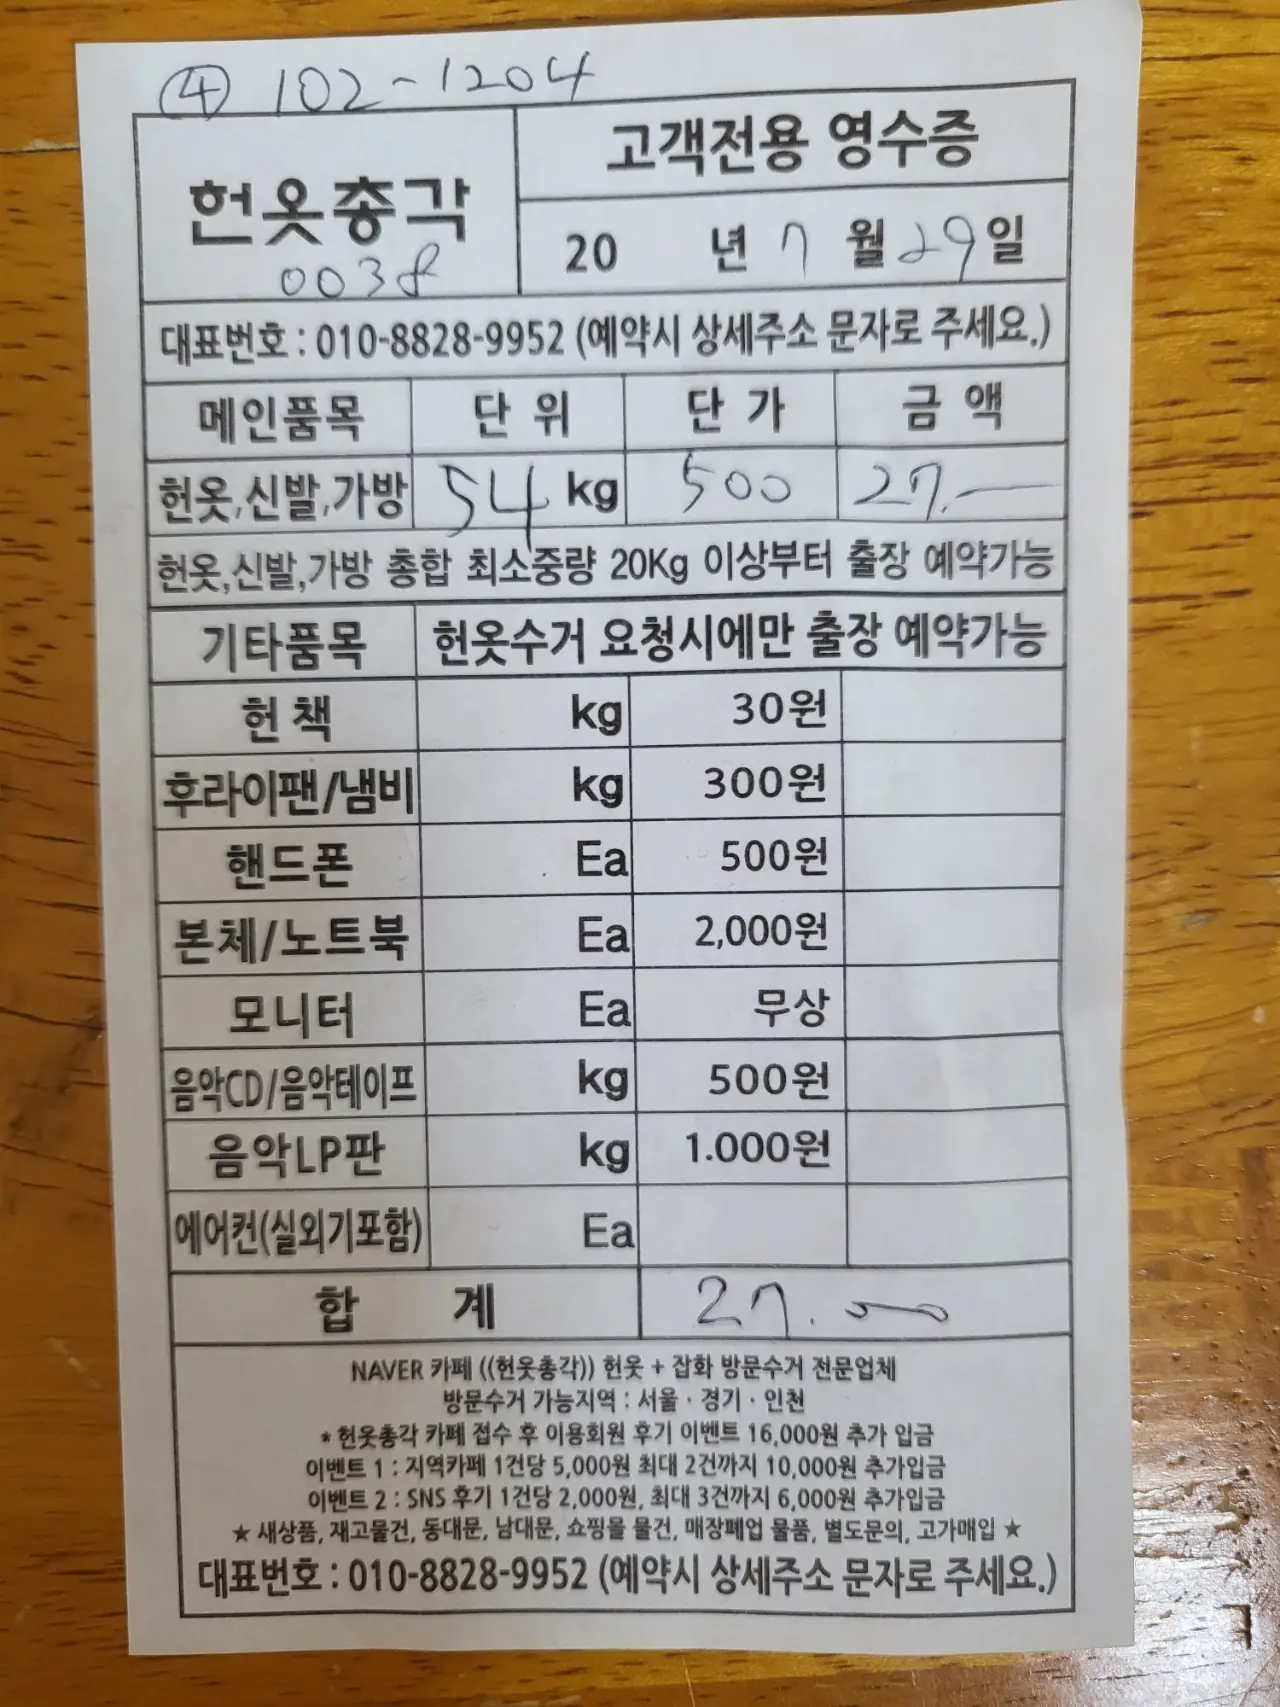 ④ 102-1204
헌옷총각
0038
고객전용 영수증
20 년 7 월 29 일
대표번호 : 010-8828-9952 (예약시 상세주소 문자로 주세요.)
메인품목 단 위 단 가 금 액
헌옷,신발,가방 54 kg 500 27.―
헌옷,신발,가방 총합 최소중량 20Kg 이상부터 출장 예약가능
기타품목 헌옷수거 요청시에만 출장 예약가능
헌 책 kg 30원
후라이팬/냄비 kg 300원
핸드폰 Ea 500원
본체/노트북 Ea 2,000원
모니터 Ea 무상
음악CD/음악테이프 kg 500원
음악LP판 kg 1.000원
에어컨(실외기포함) Ea
합 계 27.000
NAVER 카페 ((헌옷총각)) 헌옷 + 잡화 방문수거 전문업체
방문수거 가능지역 : 서울 · 경기 · 인천
* 헌옷총각 카페 접수 후 이용회원 후기 이벤트 16,000원 추가 입금
이벤트 1 : 지역카페 1건당 5,000원 최대 2건까지 10,000원 추가입금
이벤트 2 : SNS 후기 1건당 2,000원, 최대 3건까지 6,000원 추가입금
★ 새상품, 재고물건, 동대문, 남대문, 쇼핑몰 물건, 매장폐업 물품, 별도문의, 고가매입 ★
대표번호 : 010-8828-9952 (예약시 상세주소 문자로 주세요.)